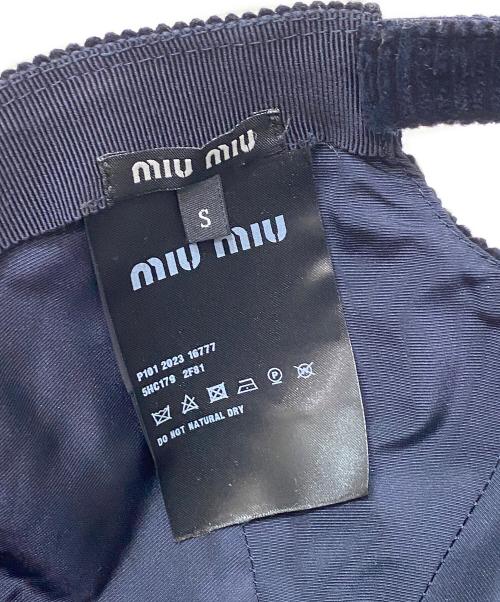 miu miu
S
miu miu
P101 2023 16777
5HC179 2F81
DO NOT NATURAL DRY